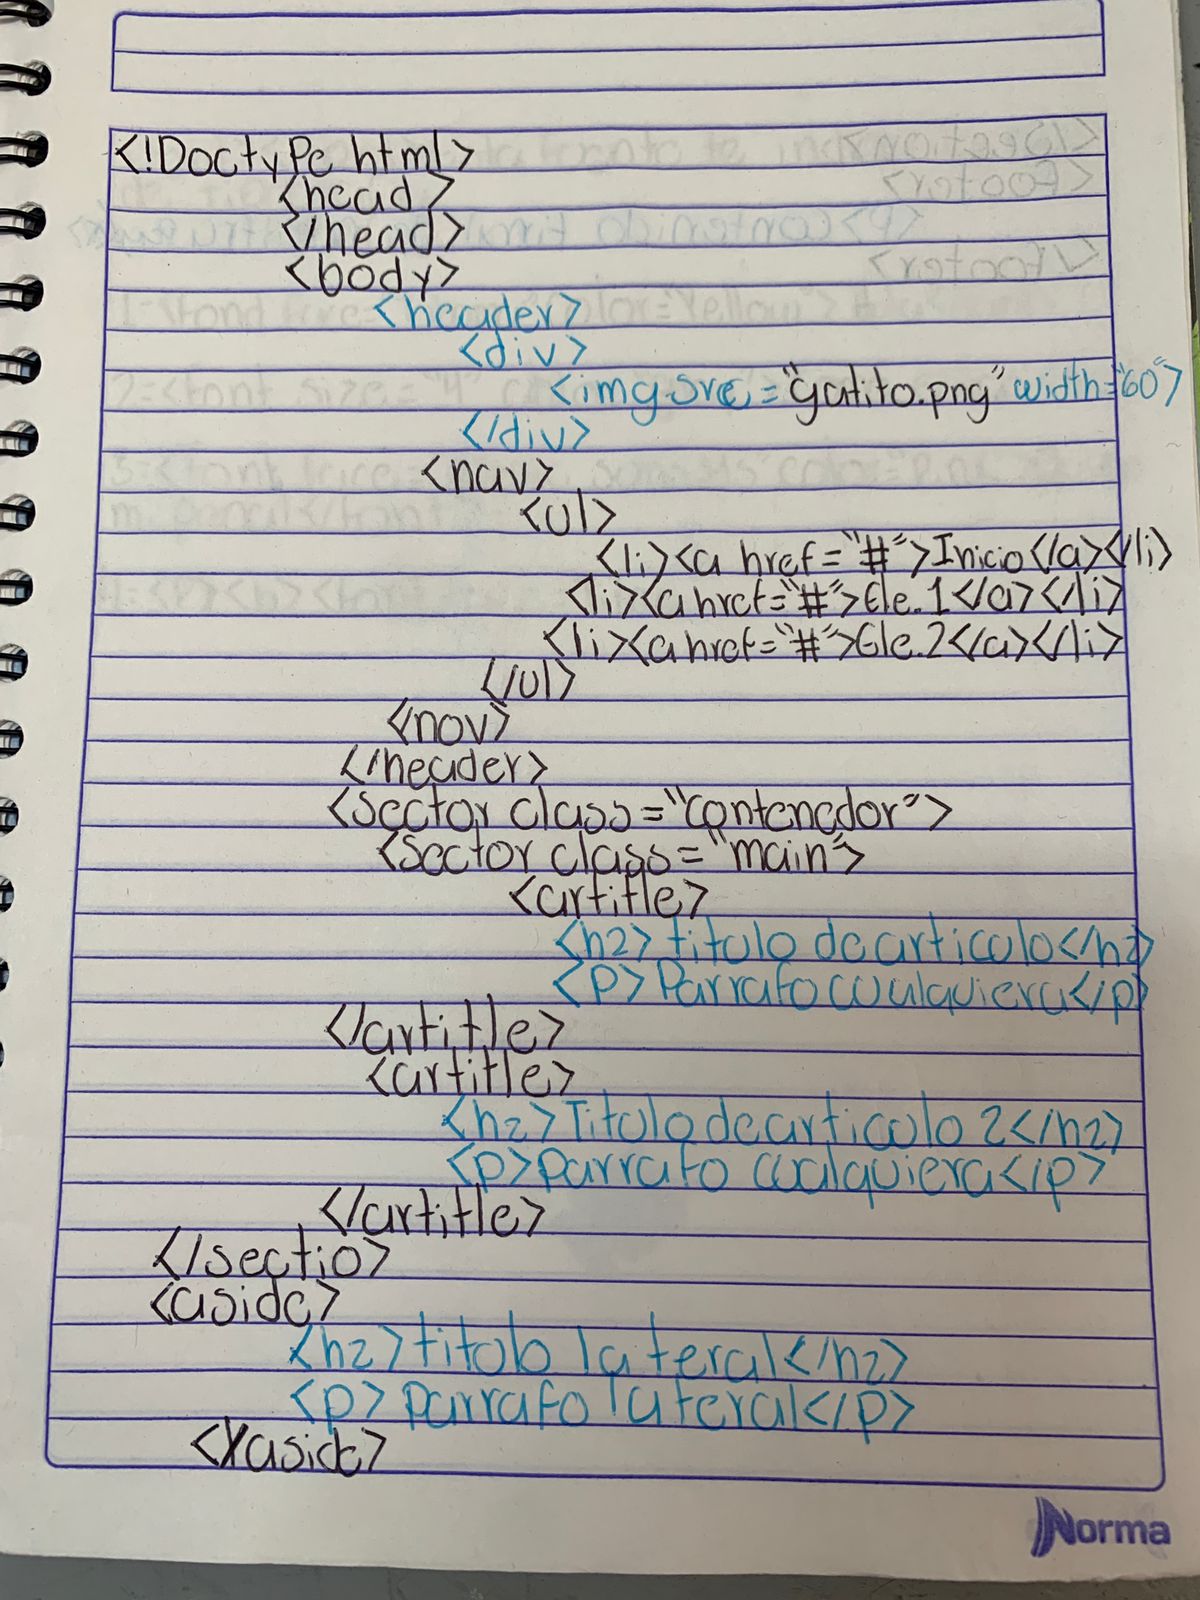 <!DoctyPe html>
<head>
</head>
<body>
<header>
<div>
<img src="gatito.png" width="60">
</div>
<nav>
<ul>
<li><a href="#">Inicio</a></li>
<li><a href="#">Ele.1</a></li>
<li><a href="#">Ele.2</a></li>
</ul>
<nov>
</header>
<sector class="contenedor">
<sector class="main">
<artitle>
<h2> titulo de articulo</h2
<p> Parrafo cualquiera</p
</artitle>
<artitle>
<h2> Titulo de articulo 2</h2>
<p>parrafo cualquiera</p>
</artitle>
</sectio>
<aside>
<h2> titulo lateral</h2>
<p> parrafo lateral</p>
</aside>
Norma